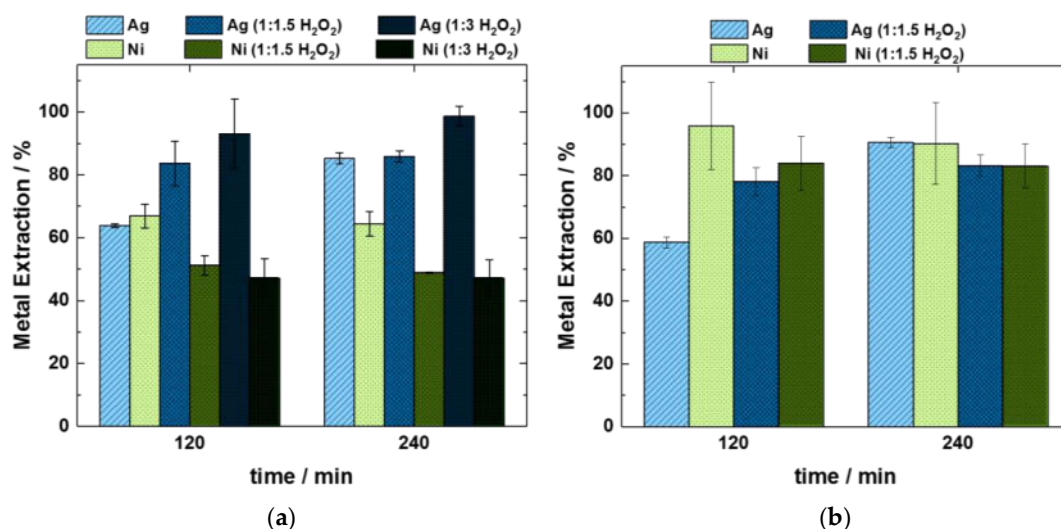 Ag Ag (1:1.5 H₂O₂) Ag (1:3 H₂O₂)
Ni Ni (1:1.5 H₂O₂) Ni (1:3 H₂O₂)
Metal Extraction / %
100
80
60
40
20
0
120 240
time / min
(a)
Ag Ag (1:1.5 H₂O₂)
Ni Ni (1:1.5 H₂O₂)
Metal Extraction / %
100
80
60
40
20
0
120 240
time / min
(b)